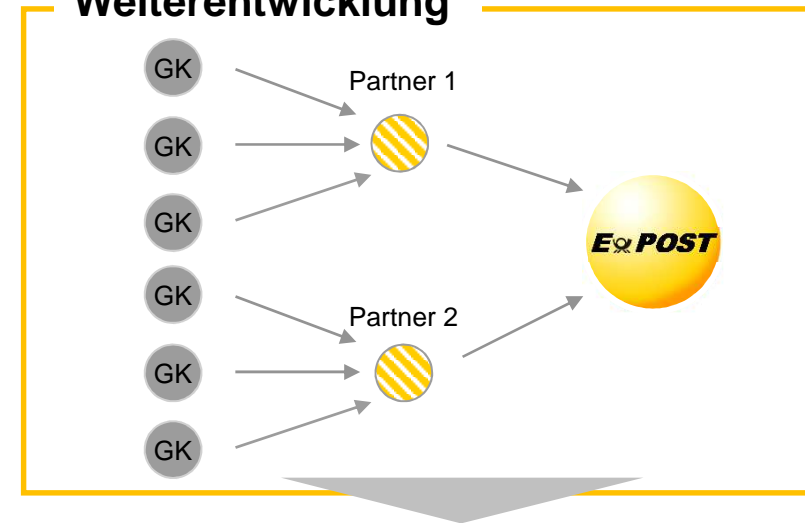 Weiterentwicklung
GK
Partner 1
GK
GK
E POST
GK
Partner 2
GK
GK